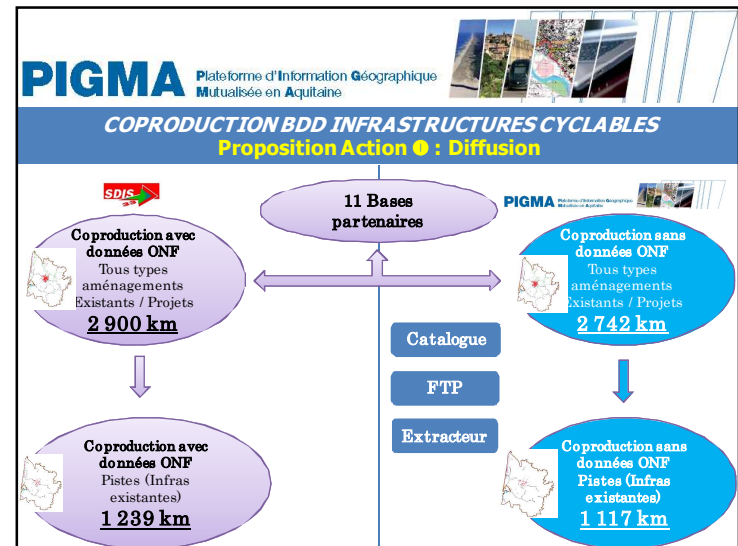 PIGMA Plateforme d'Information Géographique
Mutualisée en Aquitaine
COPRODUCTION BDD INFRASTRUCTURES CYCLABLES
Proposition Action ❶ : Diffusion
SDIS
33
11 Bases
partenaires
PIGMA Plateforme d'Information Géographique
Mutualisée en Aquitaine
Coproduction avec
données ONF
Tous types
aménagements
Existants / Projets
2 900 km
Coproduction sans
données ONF
Tous types
aménagements
Existants / Projets
2 742 km
Catalogue
FTP
Extracteur
Coproduction avec
données ONF
Pistes (Infras
existantes)
1 239 km
Coproduction sans
données ONF
Pistes (Infras
existantes)
1 117 km